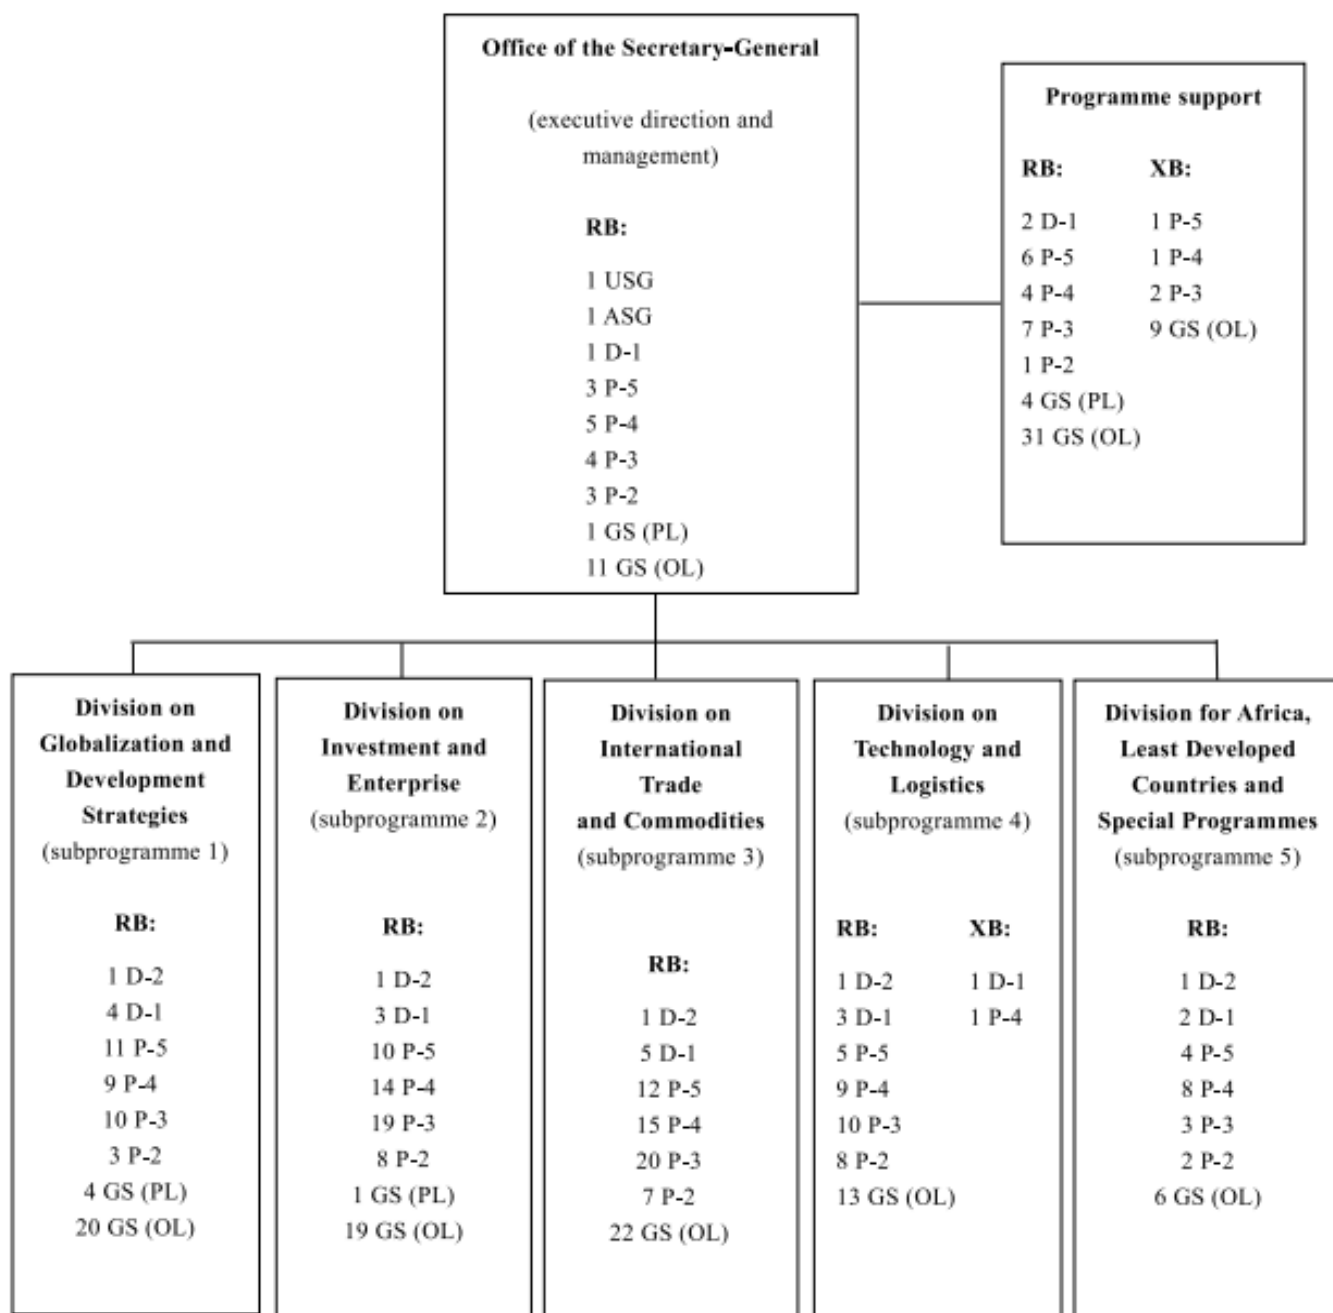 Office of the Secretary-General
(executive direction and
management)
RB:
1 USG
1 ASG
1 D-1
3 P-5
5 P-4
4 P-3
3 P-2
1 GS (PL)
11 GS (OL)
Programme support
RB: XB:
2 D-1 1 P-5
6 P-5 1 P-4
4 P-4 2 P-3
7 P-3 9 GS (OL)
1 P-2
4 GS (PL)
31 GS (OL)
Division on
Globalization and
Development
Strategies
(subprogramme 1)
RB:
1 D-2
4 D-1
11 P-5
9 P-4
10 P-3
3 P-2
4 GS (PL)
20 GS (OL)
Division on
Investment and
Enterprise
(subprogramme 2)
RB:
1 D-2
3 D-1
10 P-5
14 P-4
19 P-3
8 P-2
1 GS (PL)
19 GS (OL)
Division on
International
Trade
and Commodities
(subprogramme 3)
RB:
1 D-2
5 D-1
12 P-5
15 P-4
20 P-3
7 P-2
22 GS (OL)
Division on
Technology and
Logistics
(subprogramme 4)
RB: XB:
1 D-2 1 D-1
3 D-1 1 P-4
5 P-5
9 P-4
10 P-3
8 P-2
13 GS (OL)
Division for Africa,
Least Developed
Countries and
Special Programmes
(subprogramme 5)
RB:
1 D-2
2 D-1
4 P-5
8 P-4
3 P-3
2 P-2
6 GS (OL)